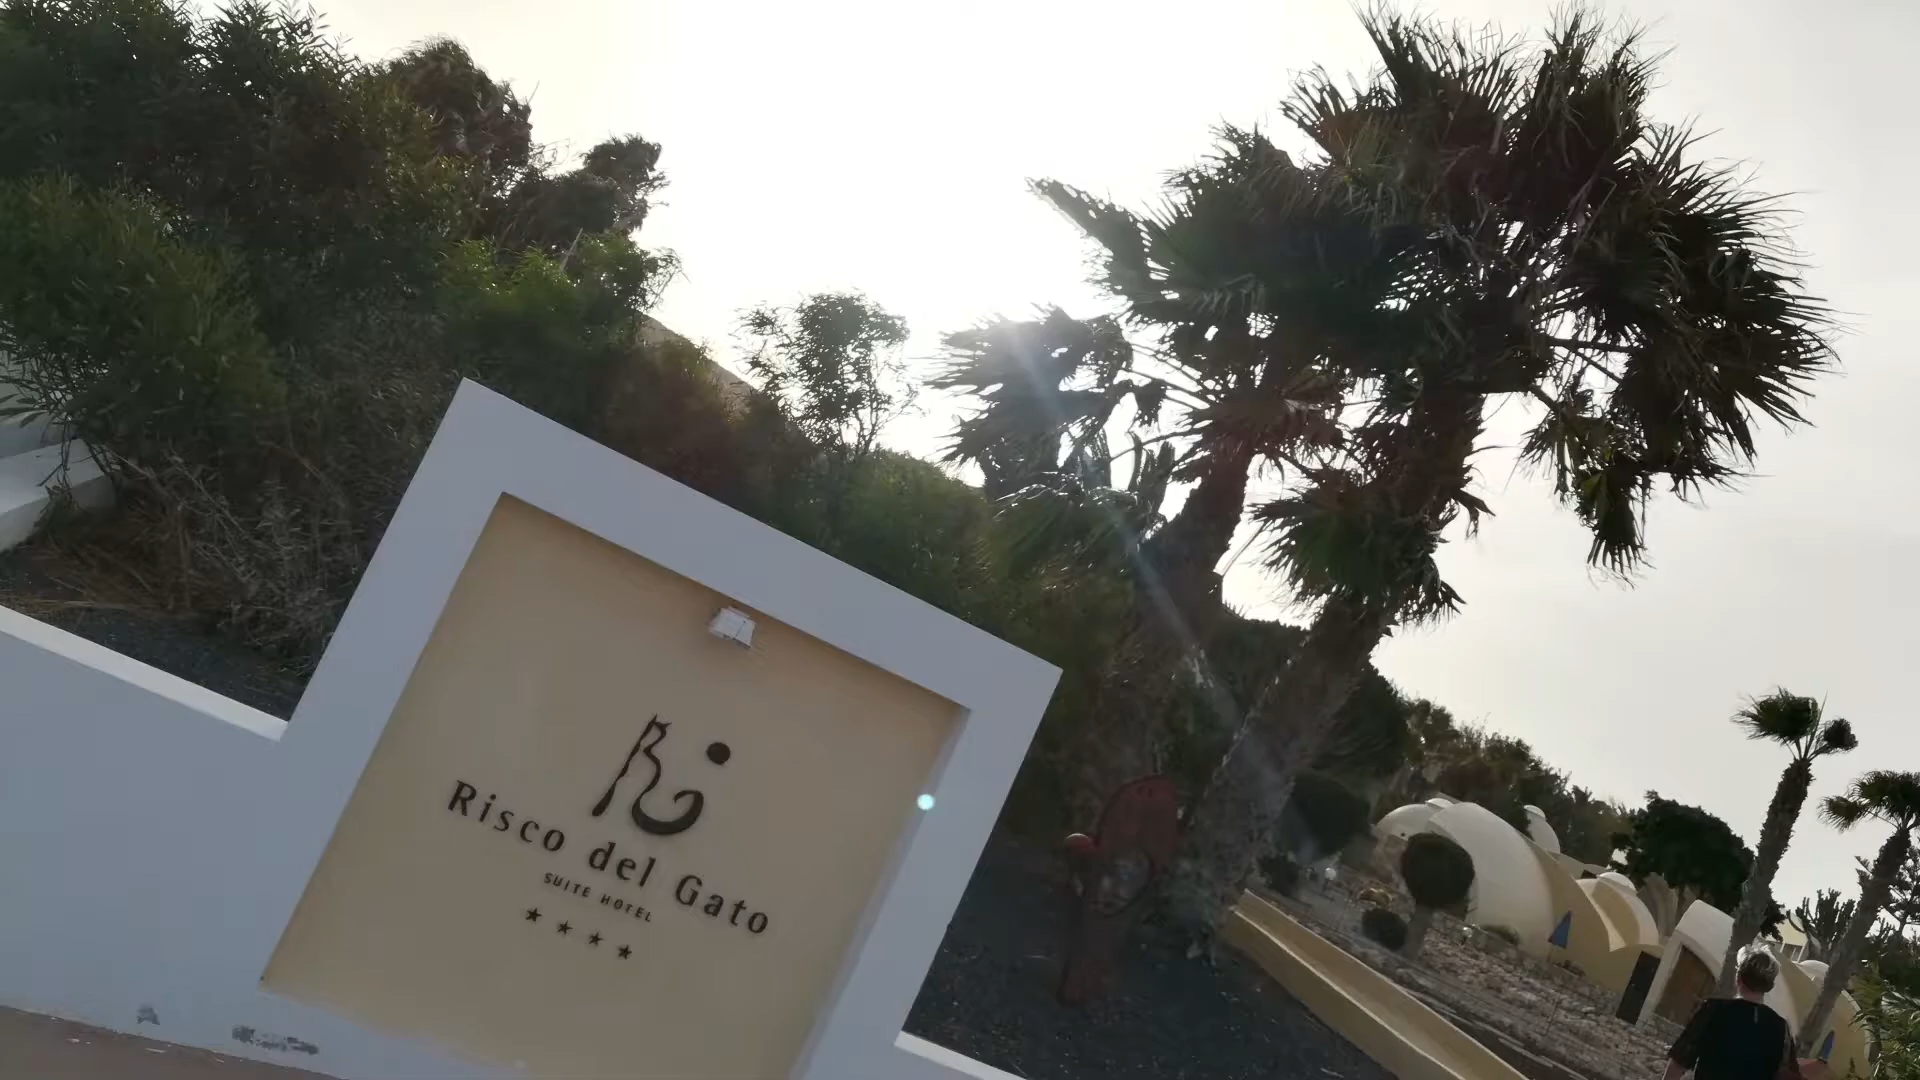 Risco del Gato
SUITE HOTEL
★ ★ ★ ★